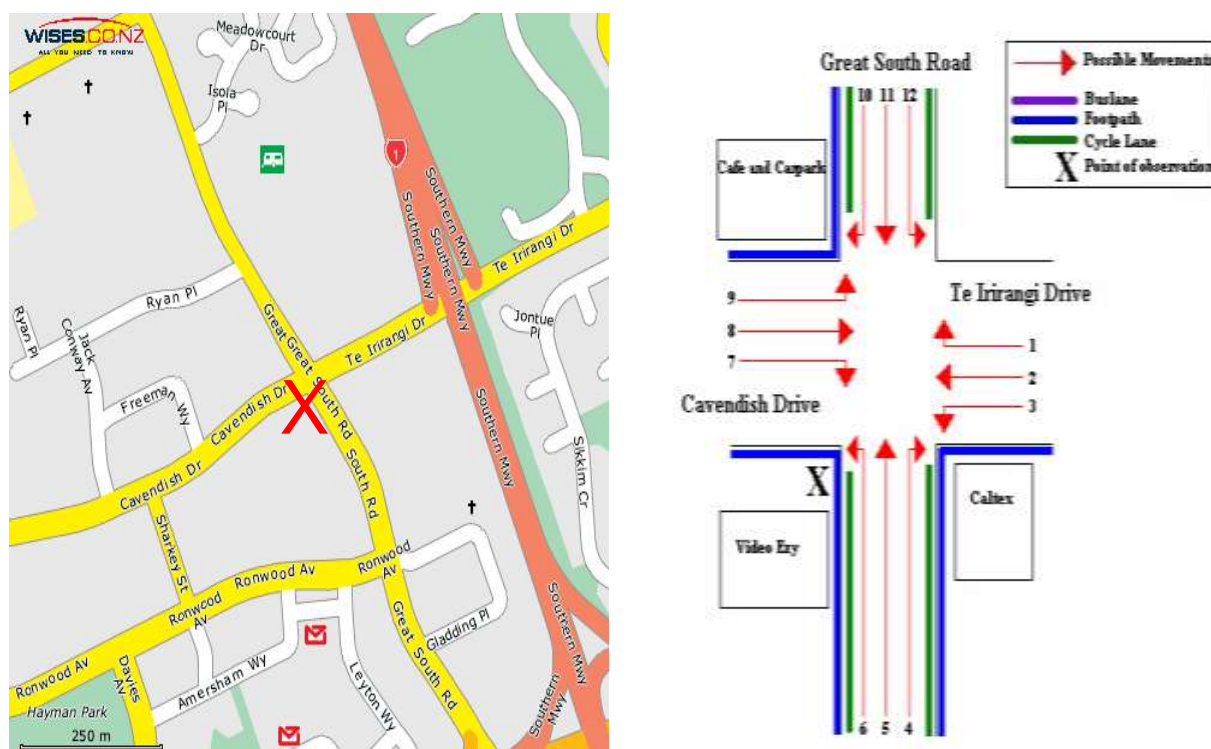 WISES.CO.NZ
ALL YOU NEED TO KNOW
Meadowcourt
Dr
Isola
Pl
1
Southern Mwy
Southern Mwy
Southern Mwy
Te Irirangi Dr
Ryan Pl
Ryan Pl
Jack
Conway Av
Great
Great South Rd
South Rd
Te Irirangi Dr
Jontue
Pl
Freeman Wy
Cavendish Dr
X
Cavendish Dr
Southern Mwy
Sikkim Cr
Sharkey St
Ronwood Av
Ronwood
Av
Ronwood
Av
Ronwood Av
Davies
Av
Great South Rd
Gladding Pl
Southern Mwy
Amersham Wy
Leyton Wy
Southern
Mwy
Southern Mwy
Hayman Park
250 m
Great South Road
10 11 12
Possible Movements
Buslane
Footpath
Cycle Lane
X Point of observation
Cafe and Carpark
9
8
7
Te Irirangi Drive
1
2
3
Cavendish Drive
X
Video Ezy
Caltex
6 5 4